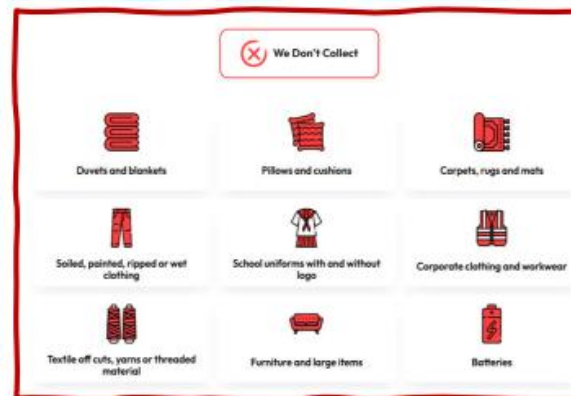 We Don't Collect
Duvets and blankets
Pillows and cushions
Carpets, rugs and mats
Soiled, painted, ripped or wet
clothing
School uniforms with and without
logo
Corporate clothing and workwear
Textile off cuts, yarns or threaded
material
Furniture and large items
Batteries